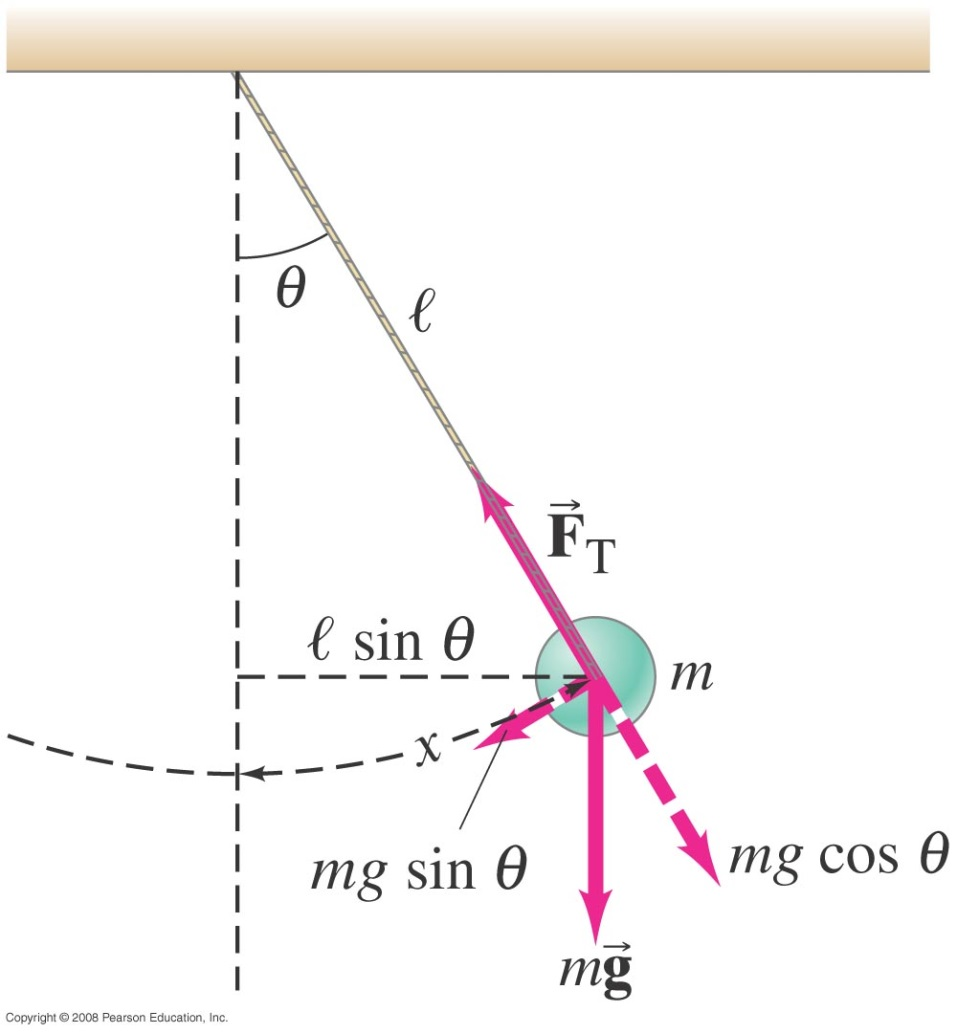 θ
ℓ
F⃗T
ℓ sin θ
m
x
mg sin θ
mg cos θ
mg⃗
Copyright © 2008 Pearson Education, Inc.